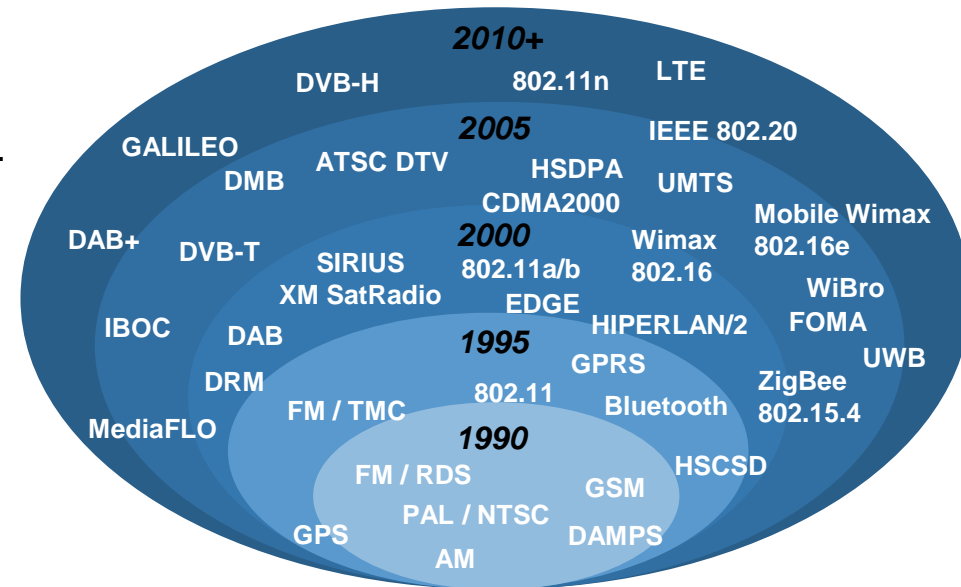 2010+
DVB-H
802.11n
LTE
2005
IEEE 802.20
GALILEO
ATSC DTV
HSDPA
DMB
UMTS
CDMA2000
Mobile Wimax
802.16e
DAB+
DVB-T
2000
Wimax
802.16
SIRIUS
XM SatRadio
802.11a/b
WiBro
EDGE
FOMA
IBOC
DAB
HIPERLAN/2
1995
UWB
GPRS
DRM
802.11
ZigBee
802.15.4
FM / TMC
Bluetooth
MediaFLO
1990
HSCSD
FM / RDS
GSM
PAL / NTSC
GPS
DAMPS
AM